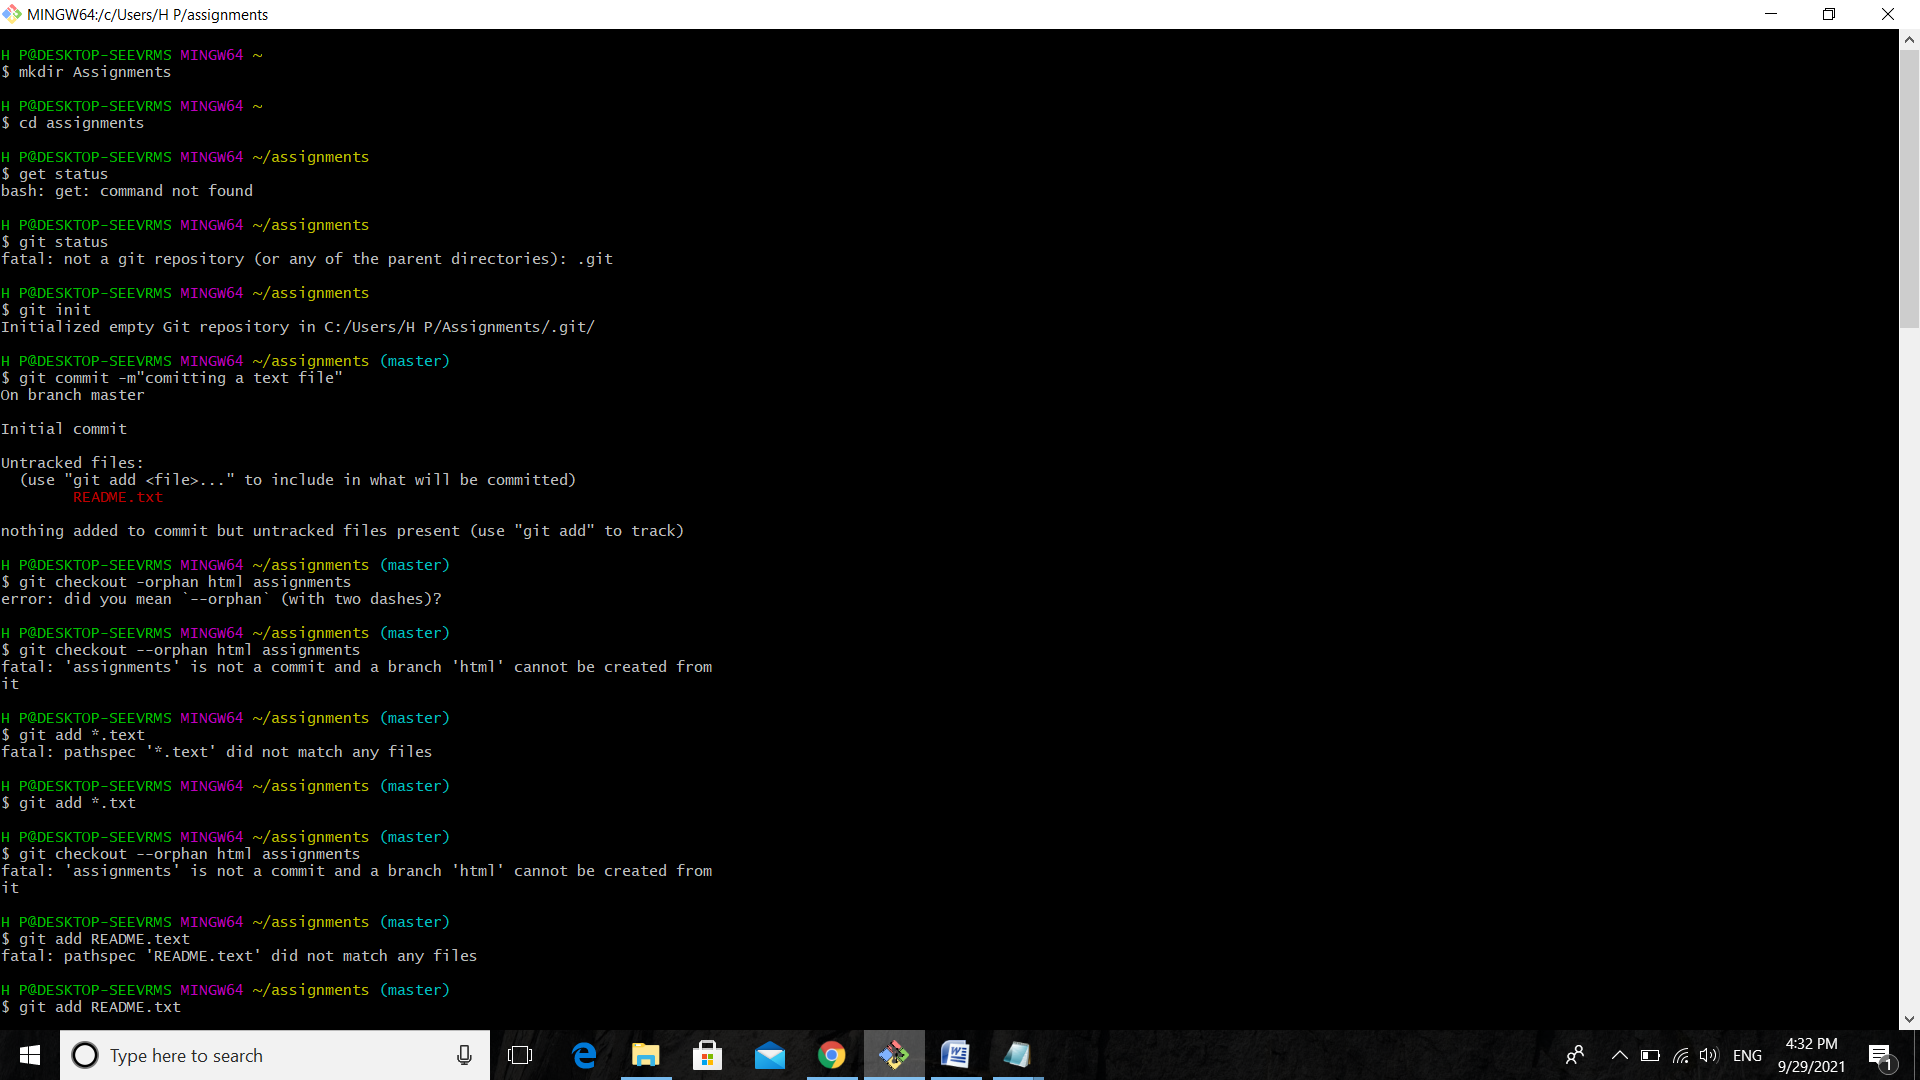 MINGW64:/c/Users/H P/assignments
H P@DESKTOP-SEEVRMS MINGW64 ~
$ mkdir Assignments
H P@DESKTOP-SEEVRMS MINGW64 ~
$ cd assignments
H P@DESKTOP-SEEVRMS MINGW64 ~/assignments
$ get status
bash: get: command not found
H P@DESKTOP-SEEVRMS MINGW64 ~/assignments
$ git status
fatal: not a git repository (or any of the parent directories): .git
H P@DESKTOP-SEEVRMS MINGW64 ~/assignments
$ git init
Initialized empty Git repository in C:/Users/H P/Assignments/.git/
H P@DESKTOP-SEEVRMS MINGW64 ~/assignments (master)
$ git commit -m"comitting a text file"
On branch master
Initial commit
Untracked files:
  (use "git add <file>..." to include in what will be committed)
        README.txt
nothing added to commit but untracked files present (use "git add" to track)
H P@DESKTOP-SEEVRMS MINGW64 ~/assignments (master)
$ git checkout -orphan html assignments
error: did you mean `--orphan` (with two dashes)?
H P@DESKTOP-SEEVRMS MINGW64 ~/assignments (master)
$ git checkout --orphan html assignments
fatal: 'assignments' is not a commit and a branch 'html' cannot be created from
it
H P@DESKTOP-SEEVRMS MINGW64 ~/assignments (master)
$ git add *.text
fatal: pathspec '*.text' did not match any files
H P@DESKTOP-SEEVRMS MINGW64 ~/assignments (master)
$ git add *.txt
H P@DESKTOP-SEEVRMS MINGW64 ~/assignments (master)
$ git checkout --orphan html assignments
fatal: 'assignments' is not a commit and a branch 'html' cannot be created from
it
H P@DESKTOP-SEEVRMS MINGW64 ~/assignments (master)
$ git add README.text
fatal: pathspec 'README.text' did not match any files
H P@DESKTOP-SEEVRMS MINGW64 ~/assignments (master)
$ git add README.txt
Type here to search
ENG
4:32 PM
9/29/2021
1